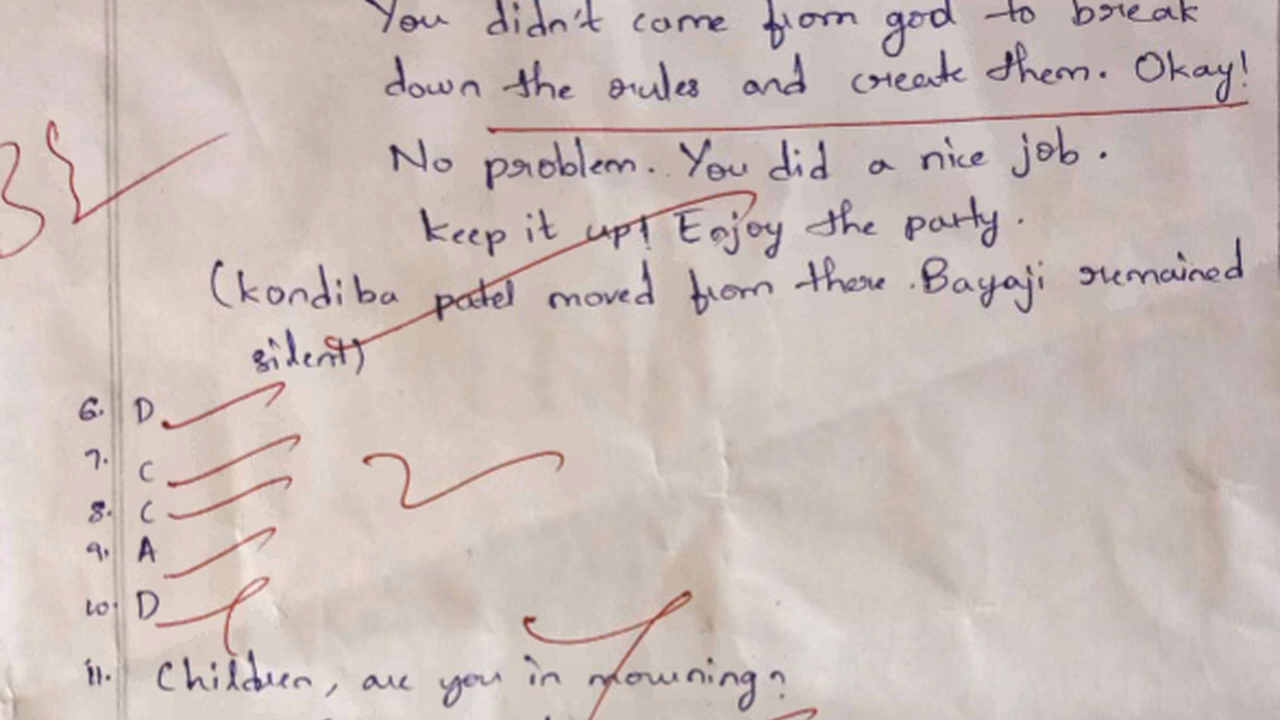 You didn't come from god to break
down the rules and create them. Okay!
No problem. You did a nice job.
keep it up! Enjoy the party.
(kondiba patel moved from there. Bayaji remained
silent)
6. D
7. C
8. C
2
9. A
10. D
11. Children, are you in mourning?